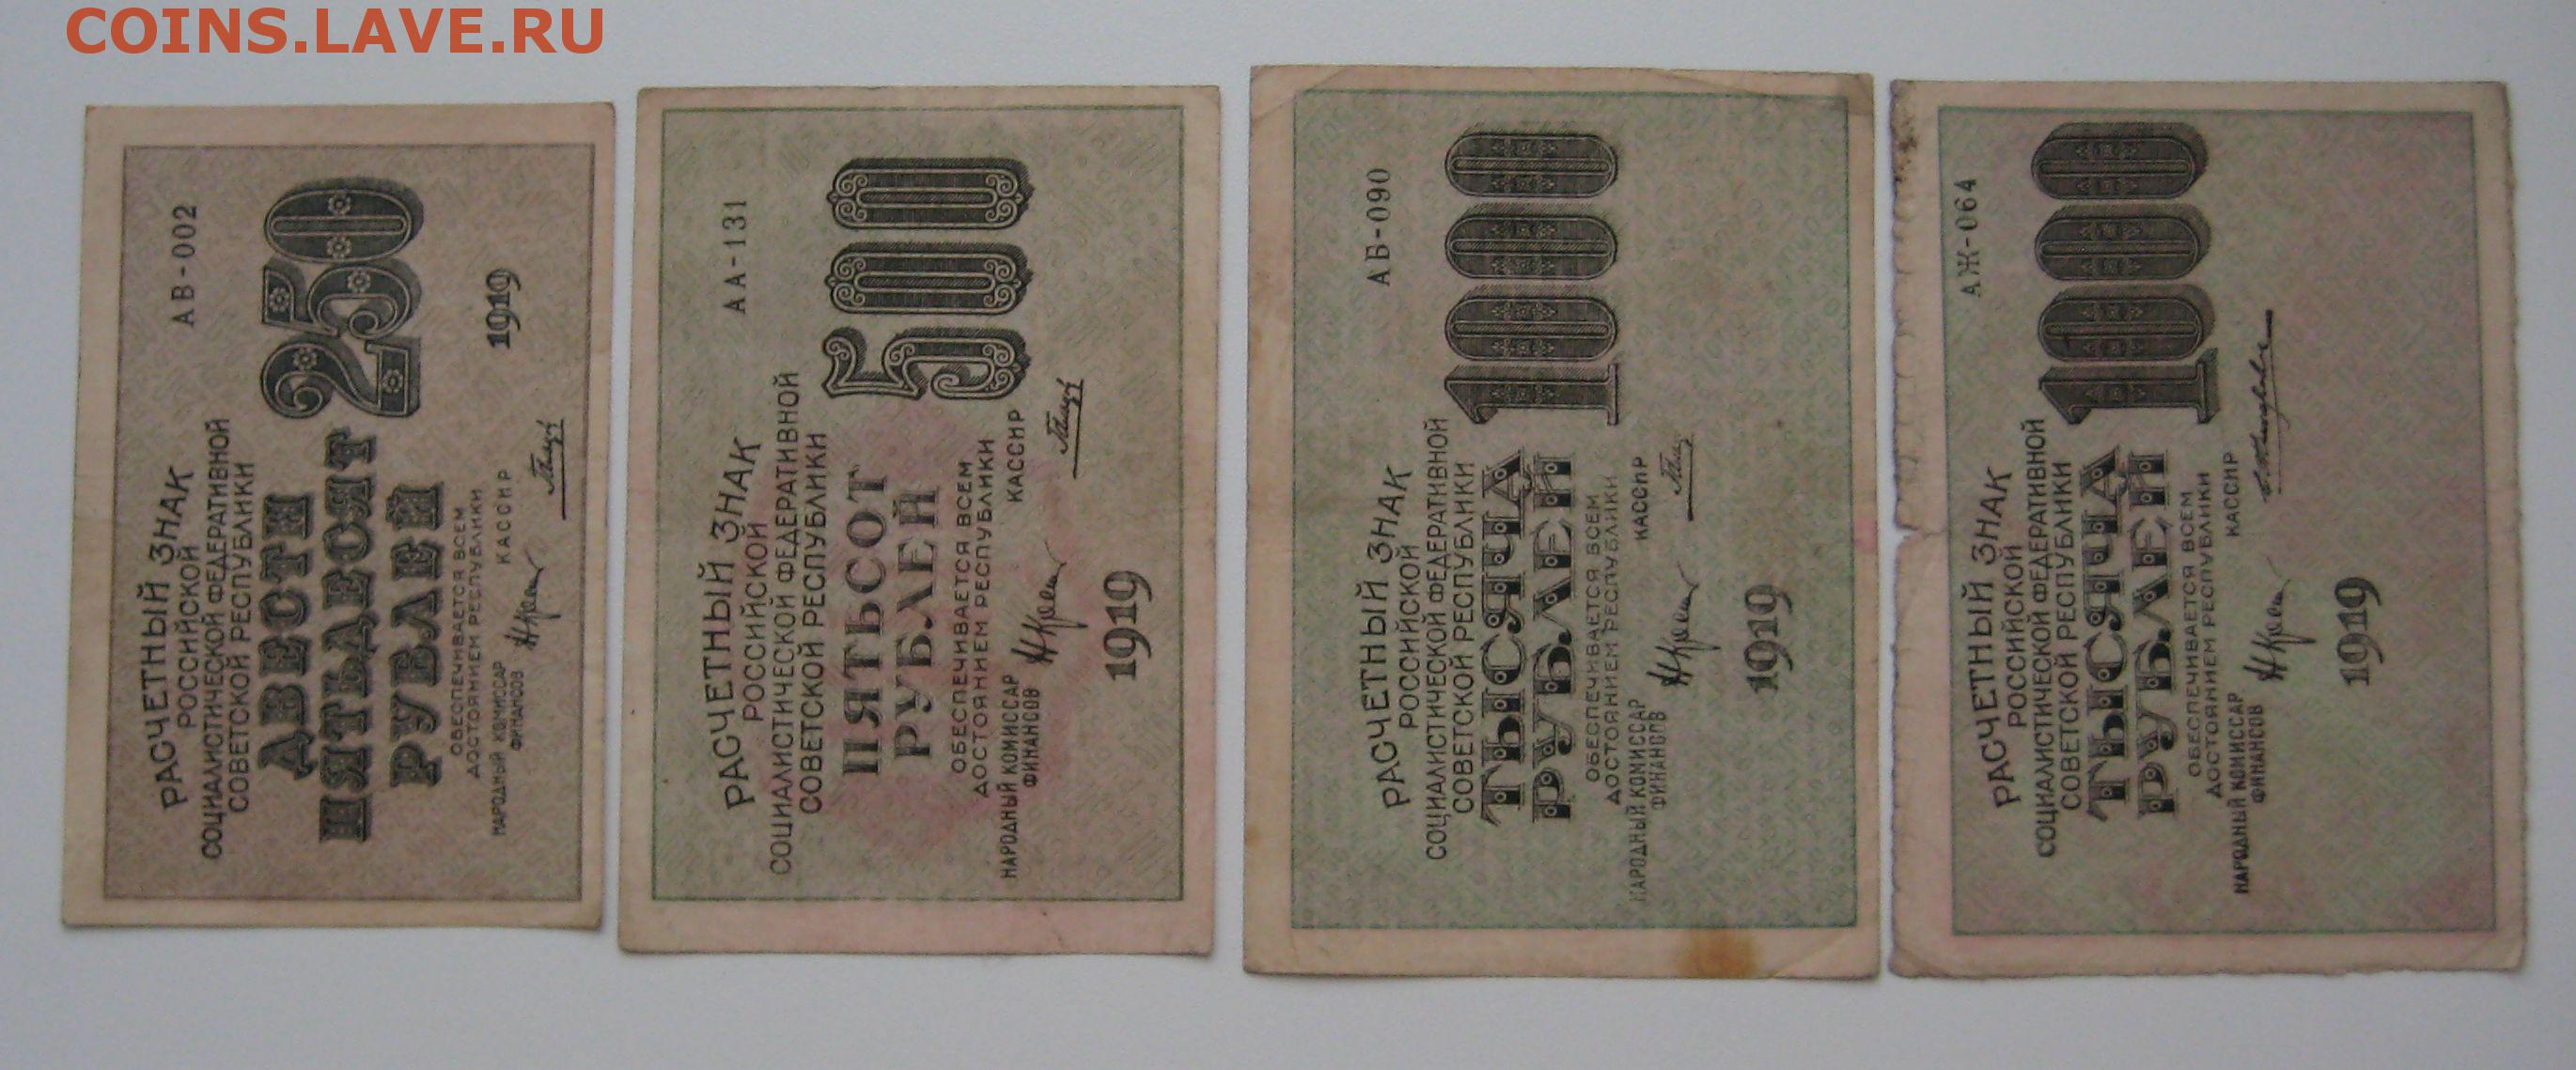 COINS.LAVE.RU
АВ-002
РАСЧЕТНЫЙ ЗНАК
РОССИЙСКОЙ
СОЦИАЛИСТИЧЕСКОЙ ФЕДЕРАТИВНОЙ
СОВЕТСКОЙ РЕСПУБЛИКИ
ДВЕСТИ
ПЯТЬДЕСЯТ
РУБЛЕЙ
250
ОБЕСПЕЧИВАЕТСЯ ВСЕМ
ДОСТОЯНИЕМ РЕСПУБЛИКИ
НАРОДНЫЙ КОМИССАР
ФИНАНСОВ
КАССИР
1919
АА-131
РАСЧЕТНЫЙ ЗНАК
РОССИЙСКОЙ
СОЦИАЛИСТИЧЕСКОЙ ФЕДЕРАТИВНОЙ
СОВЕТСКОЙ РЕСПУБЛИКИ
ПЯТЬСОТ
РУБЛЕЙ
500
ОБЕСПЕЧИВАЕТСЯ ВСЕМ
ДОСТОЯНИЕМ РЕСПУБЛИКИ
НАРОДНЫЙ КОМИССАР
ФИНАНСОВ
КАССИР
1919
АБ-090
РАСЧЕТНЫЙ ЗНАК
РОССИЙСКОЙ
СОЦИАЛИСТИЧЕСКОЙ ФЕДЕРАТИВНОЙ
СОВЕТСКОЙ РЕСПУБЛИКИ
ТЫСЯЧА
РУБЛЕЙ
1000
ОБЕСПЕЧИВАЕТСЯ ВСЕМ
ДОСТОЯНИЕМ РЕСПУБЛИКИ
НАРОДНЫЙ КОМИССАР
ФИНАНСОВ
КАССИР
1919
АЖ-064
РАСЧЕТНЫЙ ЗНАК
РОССИЙСКОЙ
СОЦИАЛИСТИЧЕСКОЙ ФЕДЕРАТИВНОЙ
СОВЕТСКОЙ РЕСПУБЛИКИ
ТЫСЯЧА
РУБЛЕЙ
1000
ОБЕСПЕЧИВАЕТСЯ ВСЕМ
ДОСТОЯНИЕМ РЕСПУБЛИКИ
НАРОДНЫЙ КОМИССАР
ФИНАНСОВ
КАССИР
1919